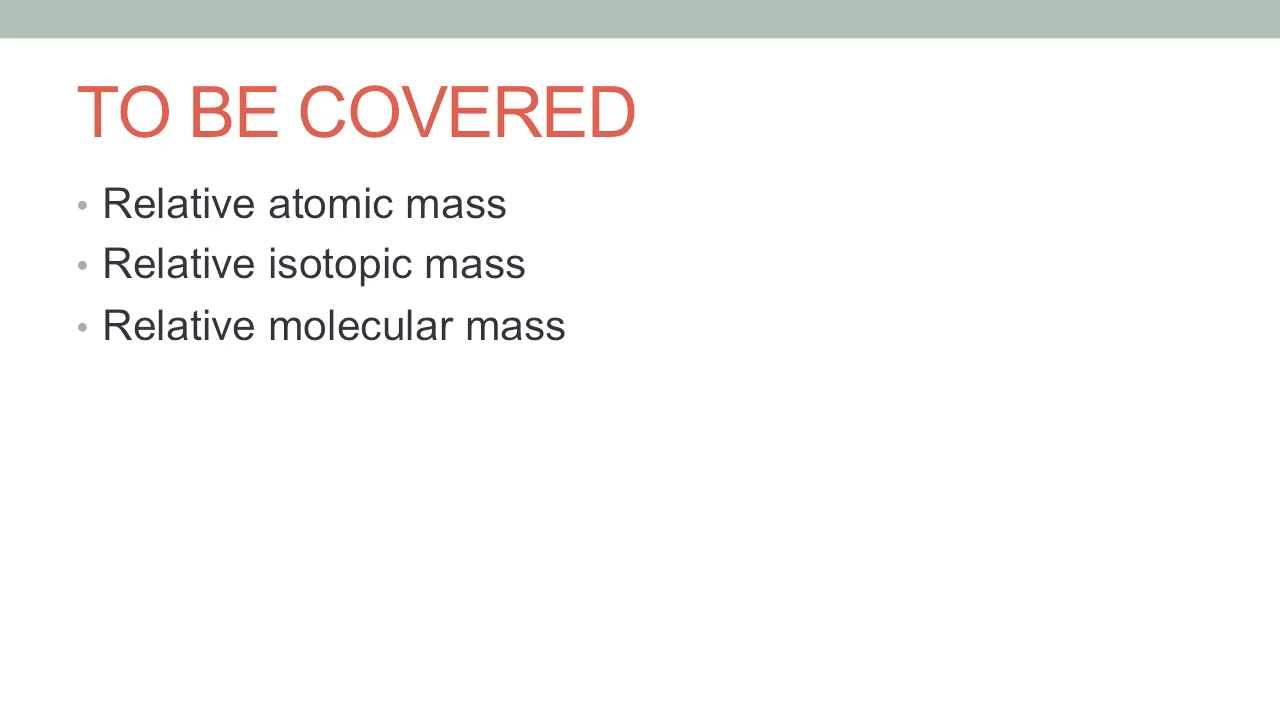 TO BE COVERED
• Relative atomic mass
• Relative isotopic mass
• Relative molecular mass